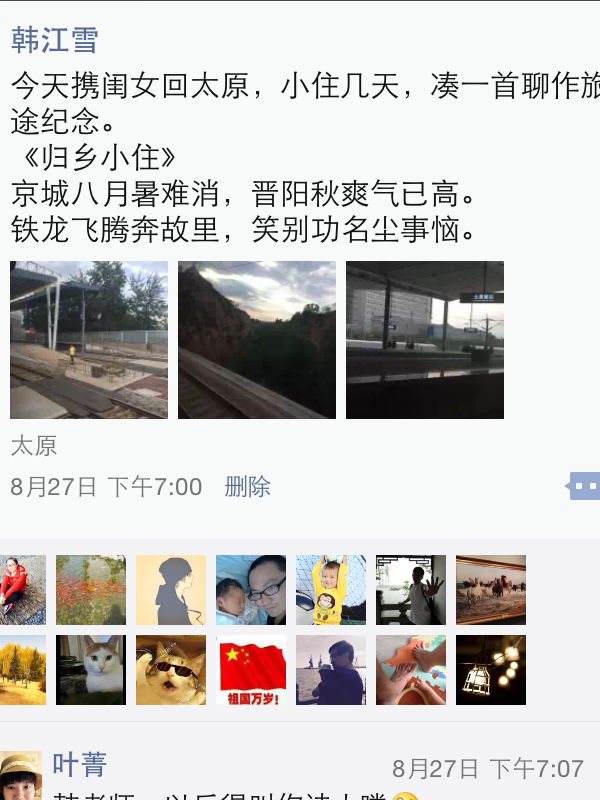 韩江雪
今天携闺女回太原，小住几天，凑一首聊作旅
途纪念。
《归乡小住》
京城八月暑难消，晋阳秋爽气已高。
铁龙飞腾奔故里，笑别功名尘事恼。
太原
8月27日 下午7:00 删除
祖国万岁!
叶菁
8月27日 下午7:07